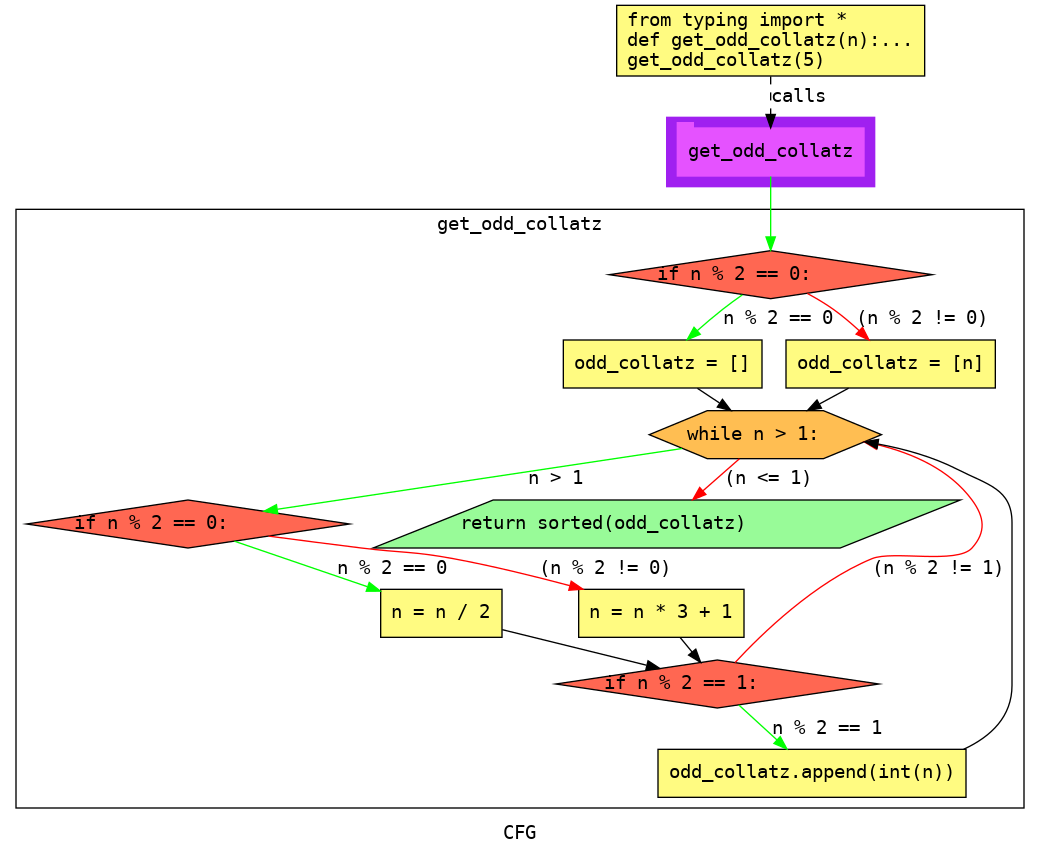 from typing import *
def get_odd_collatz(n):...
get_odd_collatz(5)
calls
get_odd_collatz
get_odd_collatz
if n % 2 == 0:
n % 2 == 0
(n % 2 != 0)
odd_collatz = []
odd_collatz = [n]
while n > 1:
n > 1
(n <= 1)
if n % 2 == 0:
return sorted(odd_collatz)
n % 2 == 0
(n % 2 != 0)
(n % 2 != 1)
n = n / 2
n = n * 3 + 1
if n % 2 == 1:
n % 2 == 1
odd_collatz.append(int(n))
CFG